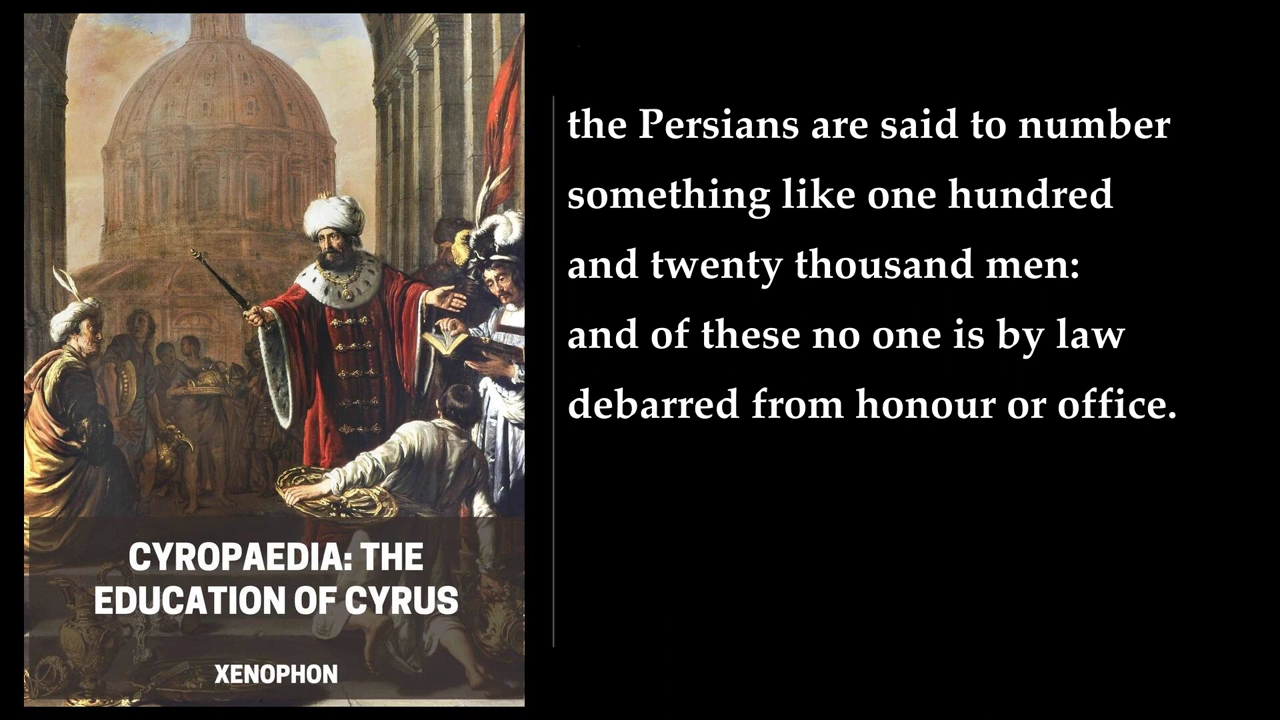 CYROPAEDIA: THE
EDUCATION OF CYRUS
XENOPHON
the Persians are said to number
something like one hundred
and twenty thousand men:
and of these no one is by law
debarred from honour or office.